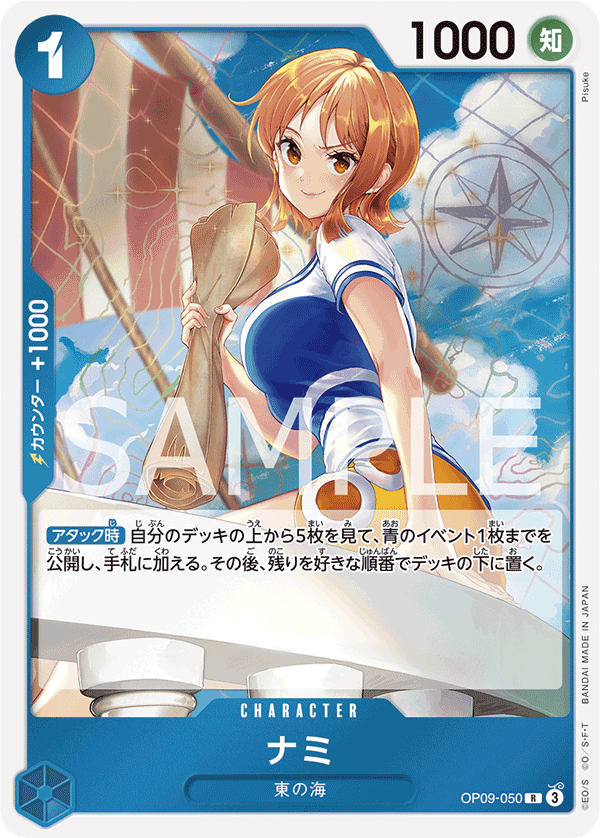 1
1000
知
Pisuke
カウンター +1000
SAMPLE
アタック時 自分のデッキの上から5枚を見て、青のイベント1枚までを
公開し、手札に加える。その後、残りを好きな順番でデッキの下に置く。
CHARACTER
ナミ
東の海
OP09-050 R 3
©E.O/S ©O/S・F・T BANDAI MADE IN JAPAN